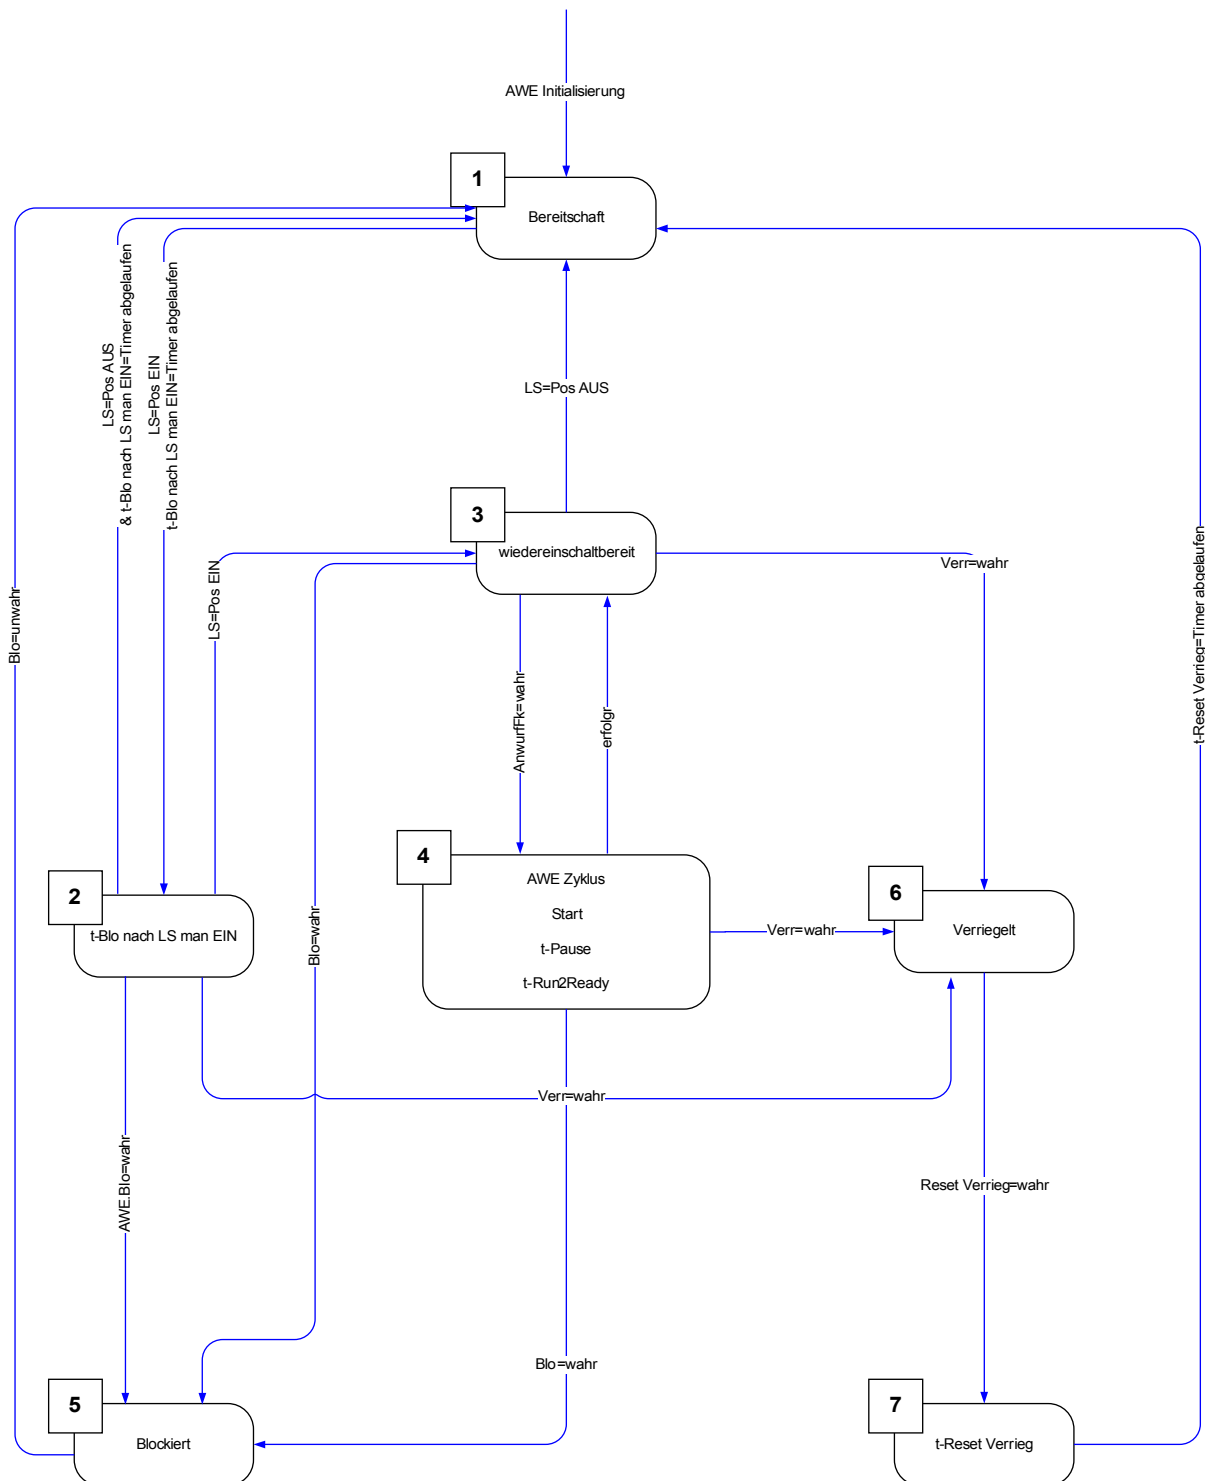 AWE Initialisierung
1
Bereitschaft
LS=Pos AUS
& t-Blo nach LS man EIN=Timer abgelaufen
LS=Pos EIN
t-Blo nach LS man EIN=Timer abgelaufen
LS=Pos AUS
3
wiedereinschaltbereit
Verr=wahr
LS=Pos EIN
Blo=unwahr
t-Reset Verrieg=Timer abgelaufen
AnwurfFk=wahr
erfolgr
4
AWE Zyklus
Start
t-Pause
t-Run2Ready
2
t-Blo nach LS man EIN
Blo=wahr
Verr=wahr
6
Verriegelt
Verr=wahr
AWE.Blo=wahr
Reset Verrieg=wahr
Blo=wahr
5
Blockiert
7
t-Reset Verrieg